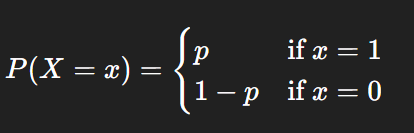 P(X = x) = { p if x = 1
1 − p if x = 0